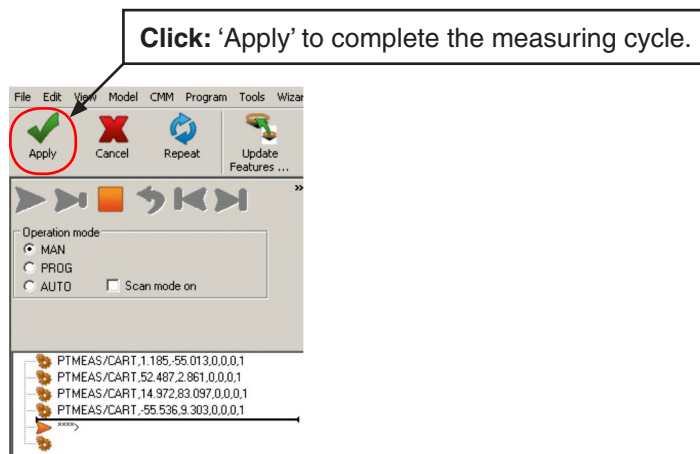 Click: ‘Apply’ to complete the measuring cycle.
File Edit View Model CMM Program Tools Wizar
Apply Cancel Repeat Update
Features ...
»
Operation mode
MAN
PROG
AUTO Scan mode on
PTMEAS/CART,1.185,-55.013,0,0,0,1
PTMEAS/CART,52.487,2.861,0,0,0,1
PTMEAS/CART,14.972,83.097,0,0,0,1
PTMEAS/CART,-55.536,9.303,0,0,0,1
****>